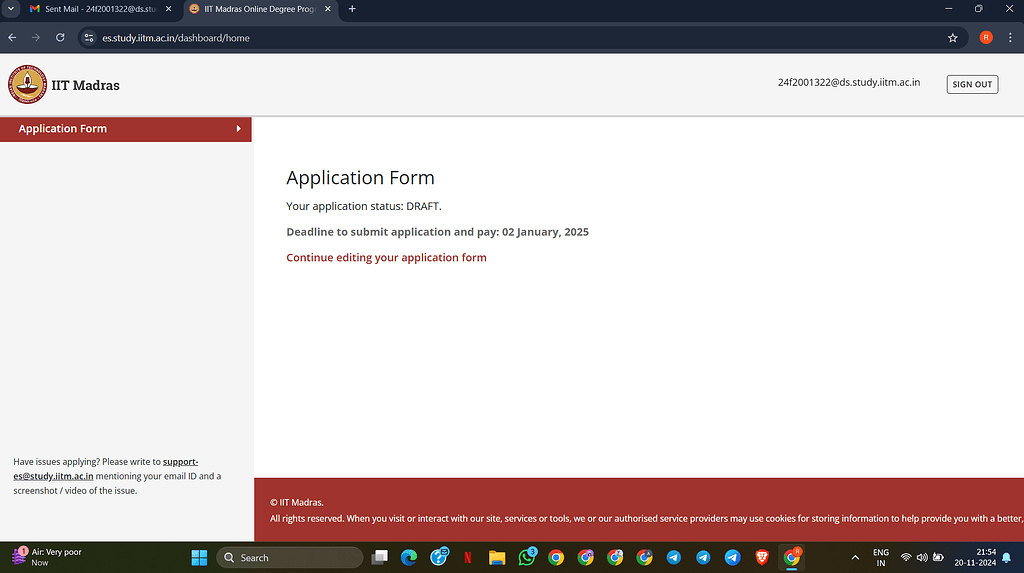 Sent Mail - 24f2001322@ds.stu
IIT Madras Online Degree Prog
es.study.iitm.ac.in/dashboard/home
R
IIT Madras
24f2001322@ds.study.iitm.ac.in
SIGN OUT
Application Form
Application Form
Your application status: DRAFT.
Deadline to submit application and pay: 02 January, 2025
Continue editing your application form
Have issues applying? Please write to support-
es@study.iitm.ac.in mentioning your email ID and a
screenshot / video of the issue.
© IIT Madras.
All rights reserved. When you visit or interact with our site, services or tools, we or our authorised service providers may use cookies for storing information to help provide you with a better,
1
Air: Very poor
Now
Search
3
ENG
IN
21:54
20-11-2024